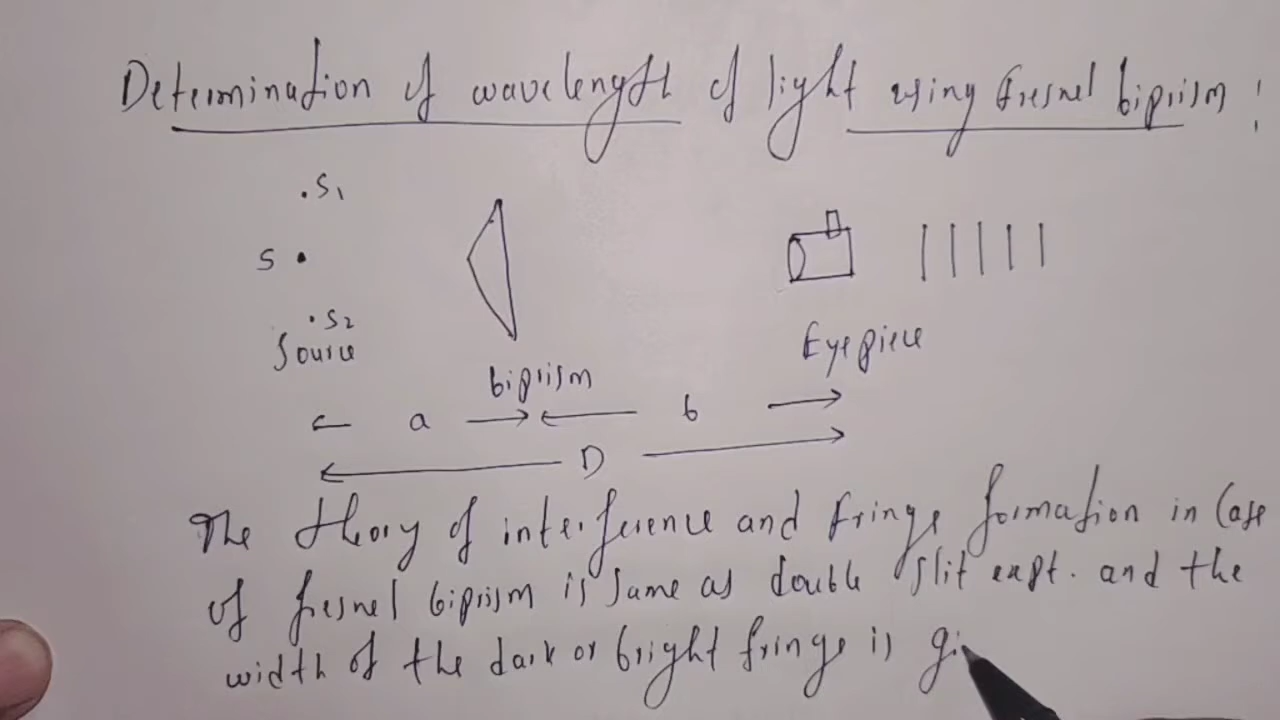 Determination of wavelength of light using fresnel biprism :
S1
S
S2
Source
biprism
Eyepiece
a
b
D
The theory of interference and fringe formation in Case
of fresnel biprism is same as double slit expt. and the
width of the dark or bright fringe is gi